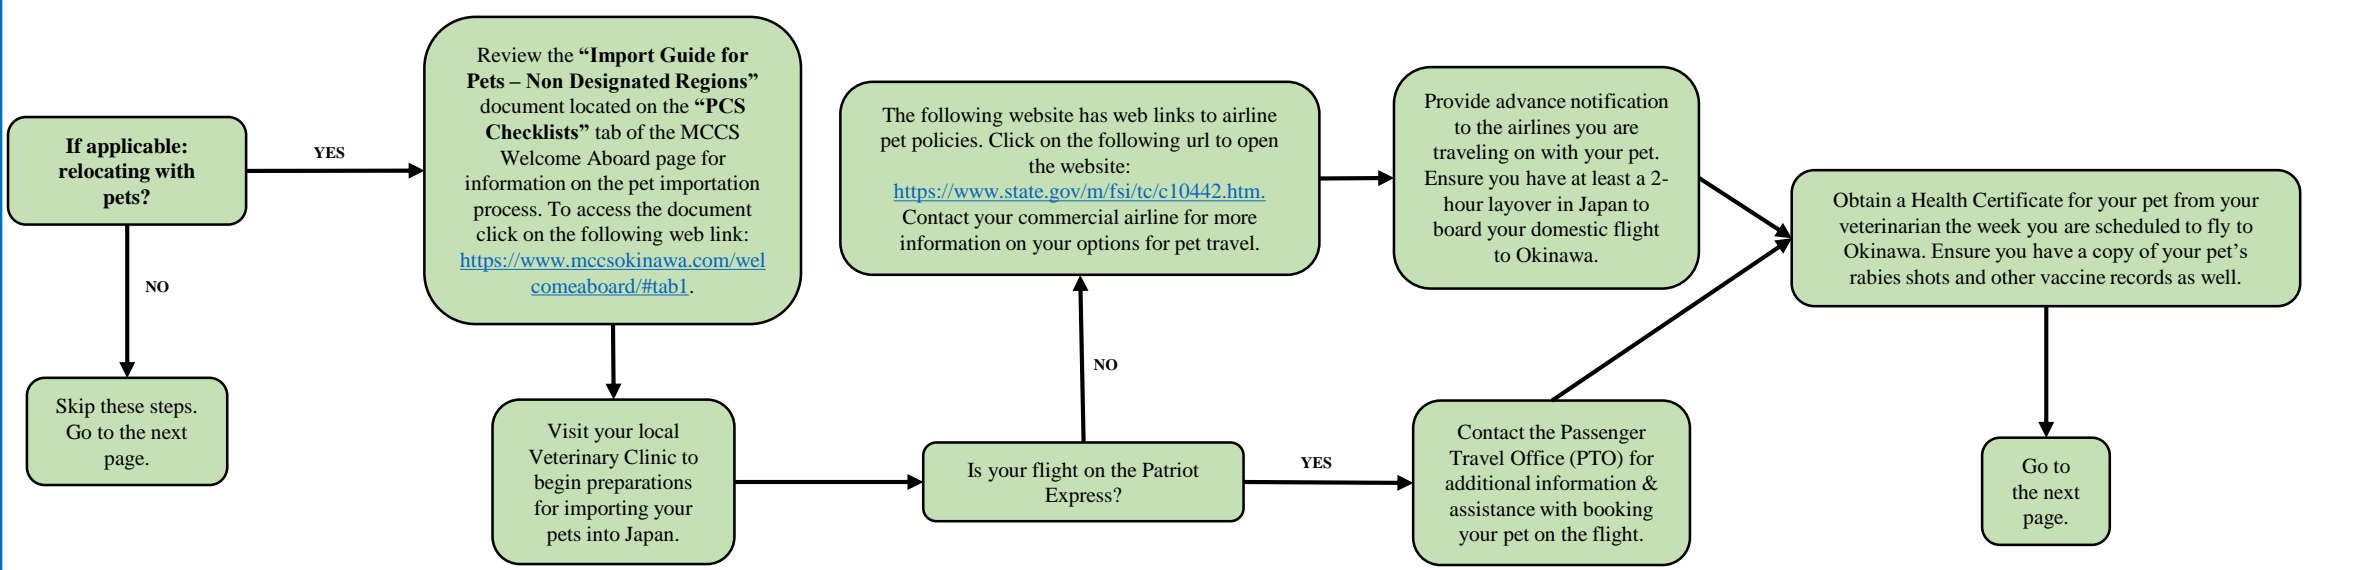 If applicable:
relocating with
pets?
YES
NO
Skip these steps.
Go to the next
page.
Review the “Import Guide for
Pets – Non Designated Regions”
document located on the “PCS
Checklists” tab of the MCCS
Welcome Aboard page for
information on the pet importation
process. To access the document
click on the following web link:
https://www.mccsokinawa.com/wel
comeaboard/#tab1.
Visit your local
Veterinary Clinic to
begin preparations
for importing your
pets into Japan.
Is your flight on the Patriot
Express?
NO
The following website has web links to airline
pet policies. Click on the following url to open
the website:
https://www.state.gov/m/fsi/tc/c10442.htm.
Contact your commercial airline for more
information on your options for pet travel.
Provide advance notification
to the airlines you are
traveling on with your pet.
Ensure you have at least a 2-
hour layover in Japan to
board your domestic flight
to Okinawa.
YES
Contact the Passenger
Travel Office (PTO) for
additional information &
assistance with booking
your pet on the flight.
Obtain a Health Certificate for your pet from your
veterinarian the week you are scheduled to fly to
Okinawa. Ensure you have a copy of your pet’s
rabies shots and other vaccine records as well.
Go to
the next
page.